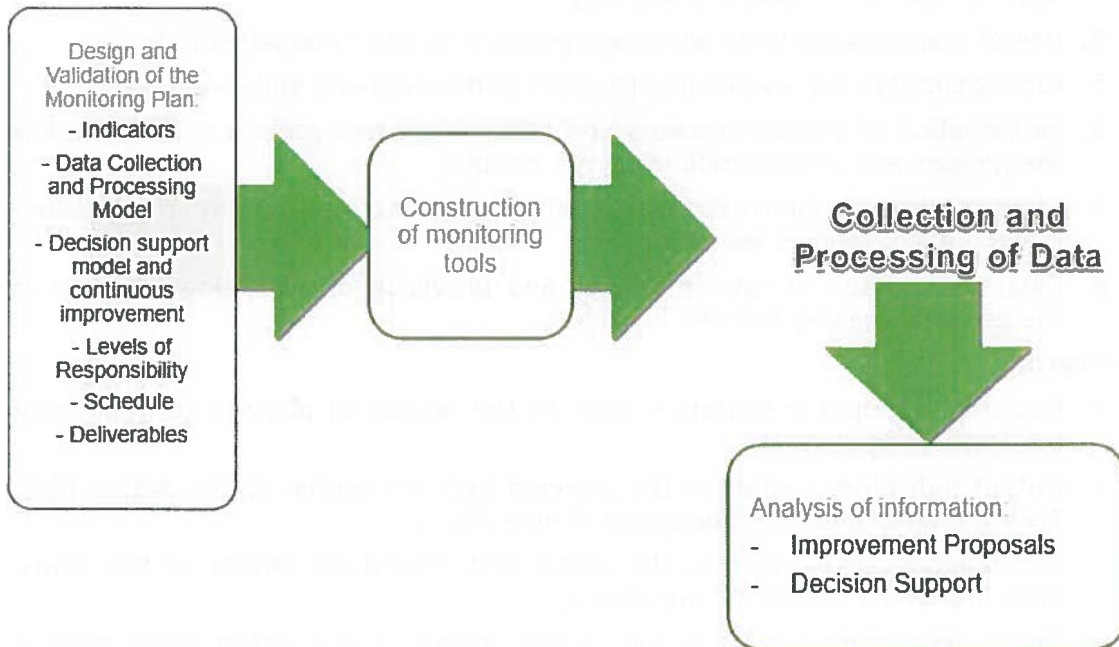 Design and
Validation of the
Monitoring Plan:
- Indicators
- Data Collection
and Processing
Model
- Decision support
model and
continuous
improvement
- Levels of
Responsibility
- Schedule
- Deliverables
Construction
of monitoring
tools
Collection and
Processing of Data
Analysis of information
- Improvement Proposals
- Decision Support